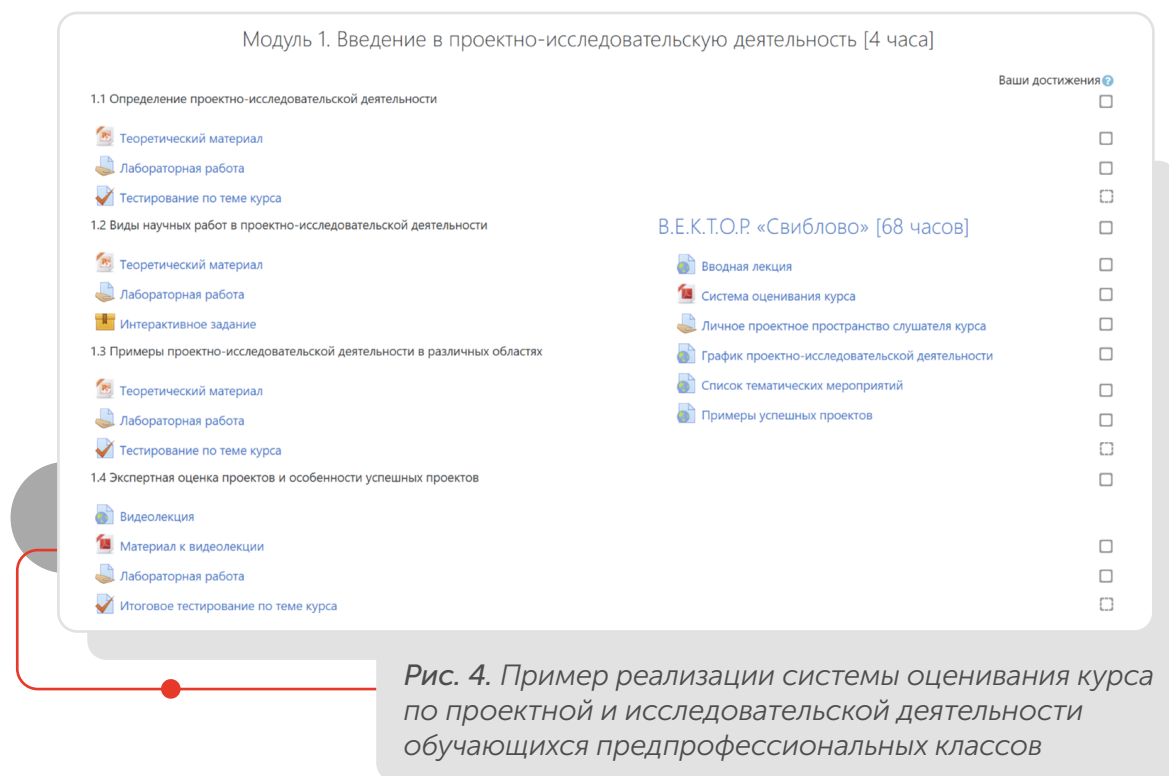 Модуль 1. Введение в проектно-исследовательскую деятельность [4 часа]
Ваши достижения
1.1 Определение проектно-исследовательской деятельности
Теоретический материал
Лабораторная работа
Тестирование по теме курса
1.2 Виды научных работ в проектно-исследовательской деятельности
Теоретический материал
Лабораторная работа
Интерактивное задание
1.3 Примеры проектно-исследовательской деятельности в различных областях
Теоретический материал
Лабораторная работа
Тестирование по теме курса
1.4 Экспертная оценка проектов и особенности успешных проектов
Видеолекция
Материал к видеолекции
Лабораторная работа
Итоговое тестирование по теме курса
В.Е.К.Т.О.Р. «Свиблово» [68 часов]
Вводная лекция
Система оценивания курса
Личное проектное пространство слушателя курса
График проектно-исследовательской деятельности
Список тематических мероприятий
Примеры успешных проектов
Рис. 4. Пример реализации системы оценивания курса
по проектной и исследовательской деятельности
обучающихся предпрофессиональных классов